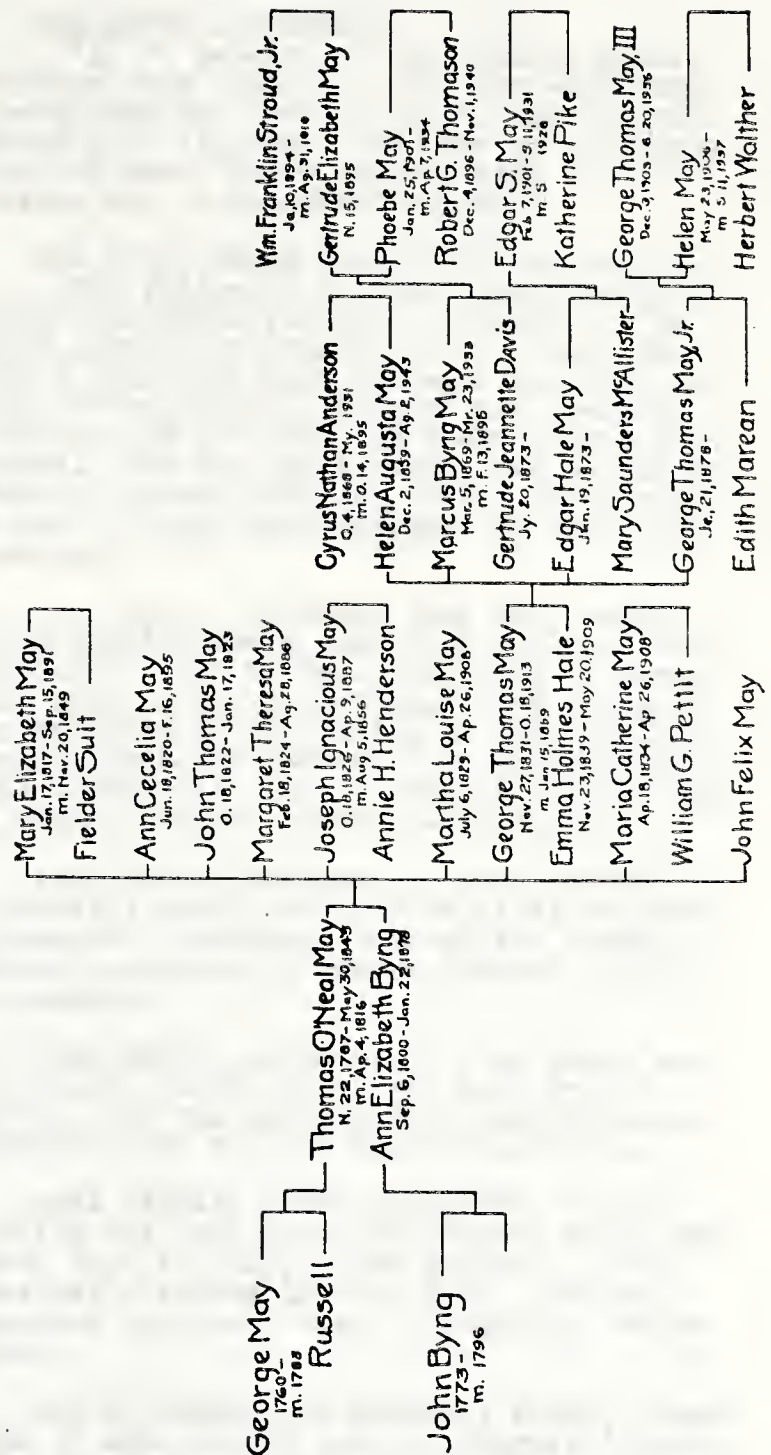 George May
1760-
m. 1788
Russell
John Byng
1773-
m. 1796
Thomas O'Neal May
N. 22, 1787 - May 30, 1845
m. Ap. 4, 1816
Ann Elizabeth Byng
Sep. 6, 1800 - Jan. 22, 1878
Mary Elizabeth May
Jan. 17, 1817 - Sep. 15, 1891
m. Nov. 20, 1849
Fielder Suit
Ann Cecelia May
Jun. 18, 1820 - F. 16, 1895
John Thomas May
O. 18, 1822 - Jan. 17, 1823
Margaret Theresa May
Feb. 18, 1824 - Ag. 28, 1886
Joseph Ignacious May
O. 18, 1826 - Ap. 9, 1887
m. Aug 5, 1856
Annie H. Henderson
Martha Louise May
July 6, 1829 - Ap. 26, 1908
George Thomas May
Nov. 27, 1831 - O. 18, 1913
m Jan 15, 1869
Emma Holmes Hale
Nov. 23, 1839 - May 20, 1909
Maria Catherine May
Ap. 18, 1834 - Ap 26, 1908
William G. Pettit
John Felix May
Cyrus Nathan Anderson
O. 4, 1868 - My. 1931
m. O. 14, 1895
Helen Augusta May
Dec. 2, 1859 - Ag. 2, 1943
Marcus Byng May
Mar. 5, 1869 - Mr. 23, 1933
m. F. 13, 1895
Gertrude Jeannette Davis
Jy. 20, 1873-
Edgar Hale May
Jan. 19, 1873-
Mary Saunders McAllister
George Thomas May, Jr.
Je, 21, 1878-
Edith Marean
Wm. Franklin Stroud, Jr.
Ja, 10, 1894-
m. Ag. 31, 1918
Gertrude Elizabeth May
N. 15, 1895
Phoebe May
Jan. 25, 1901-
m. Ap 7, 1934
Robert G. Thomason
Dec. 4, 1896 - Nov. 1, 1940
Edgar S. May
Feb 7, 1901 - S 11, 1931
m. S 1928
Katherine Pike
George Thomas May, III
Dec. 9, 1903 - 8. 20, 1936
Helen May
May 23, 1906-
m S 11, 1937
Herbert Walther